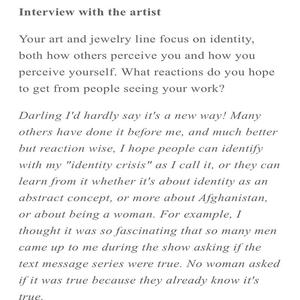 Interview with the artist
Your art and jewelry line focus on identity,
both how others perceive you and how you
perceive yourself. What reactions do you hope
to get from people seeing your work?
Darling I'd hardly say it's a new way! Many
others have done it before me, and much better
but reaction wise, I hope people can identify
with my "identity crisis" as I call it, or they can
learn from it whether it's about identity as an
abstract concept, or more about Afghanistan,
or about being a woman. For example, I
thought it was so fascinating that so many men
came up to me during the show asking if the
text message series were true. No woman asked
if it was true because they already know it's
true.